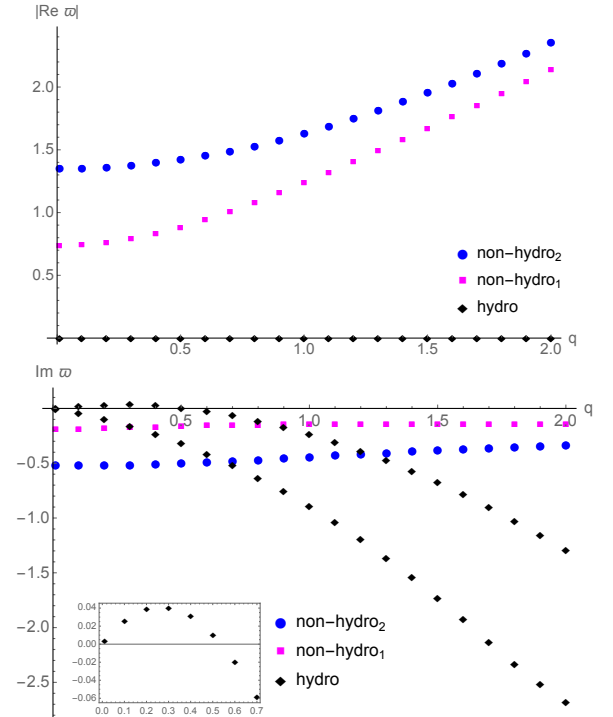 |Re ϖ|
2.0
1.5
1.0
0.5
non-hydro₂
non-hydro₁
hydro
0.5 1.0 1.5 2.0 q
Im ϖ
0.5 1.0 1.5 2.0 q
-0.5
-1.0
-1.5
-2.0
-2.5
0.04
0.02
0.00
-0.02
-0.04
-0.06
0.0 0.1 0.2 0.3 0.4 0.5 0.6 0.7
non-hydro₂
non-hydro₁
hydro